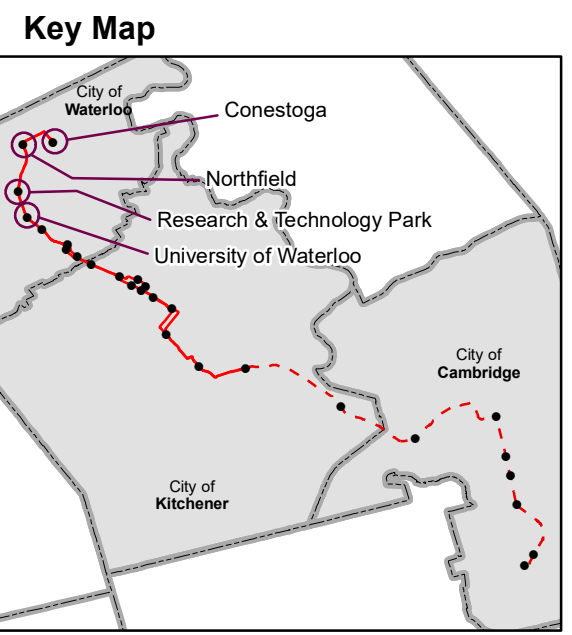 Key Map
City of
Waterloo
Conestoga
Northfield
Research & Technology Park
University of Waterloo
City of
Cambridge
City of
Kitchener